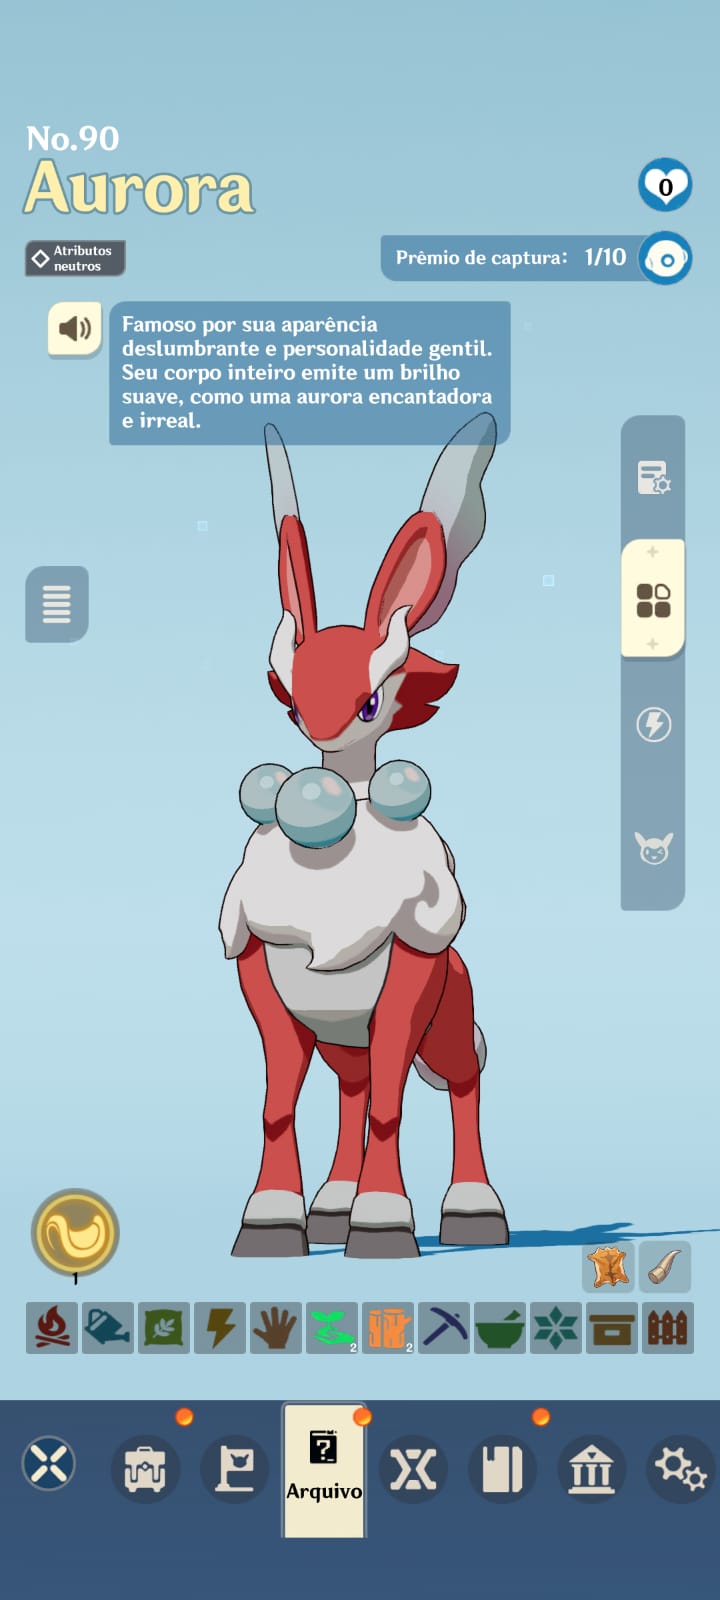 No.90
Aurora
0
Atributos
neutros
Prêmio de captura: 1/10
Famoso por sua aparência
deslumbrante e personalidade gentil.
Seu corpo inteiro emite um brilho
suave, como uma aurora encantadora
e irreal.
1
2
2
?
Arquivo